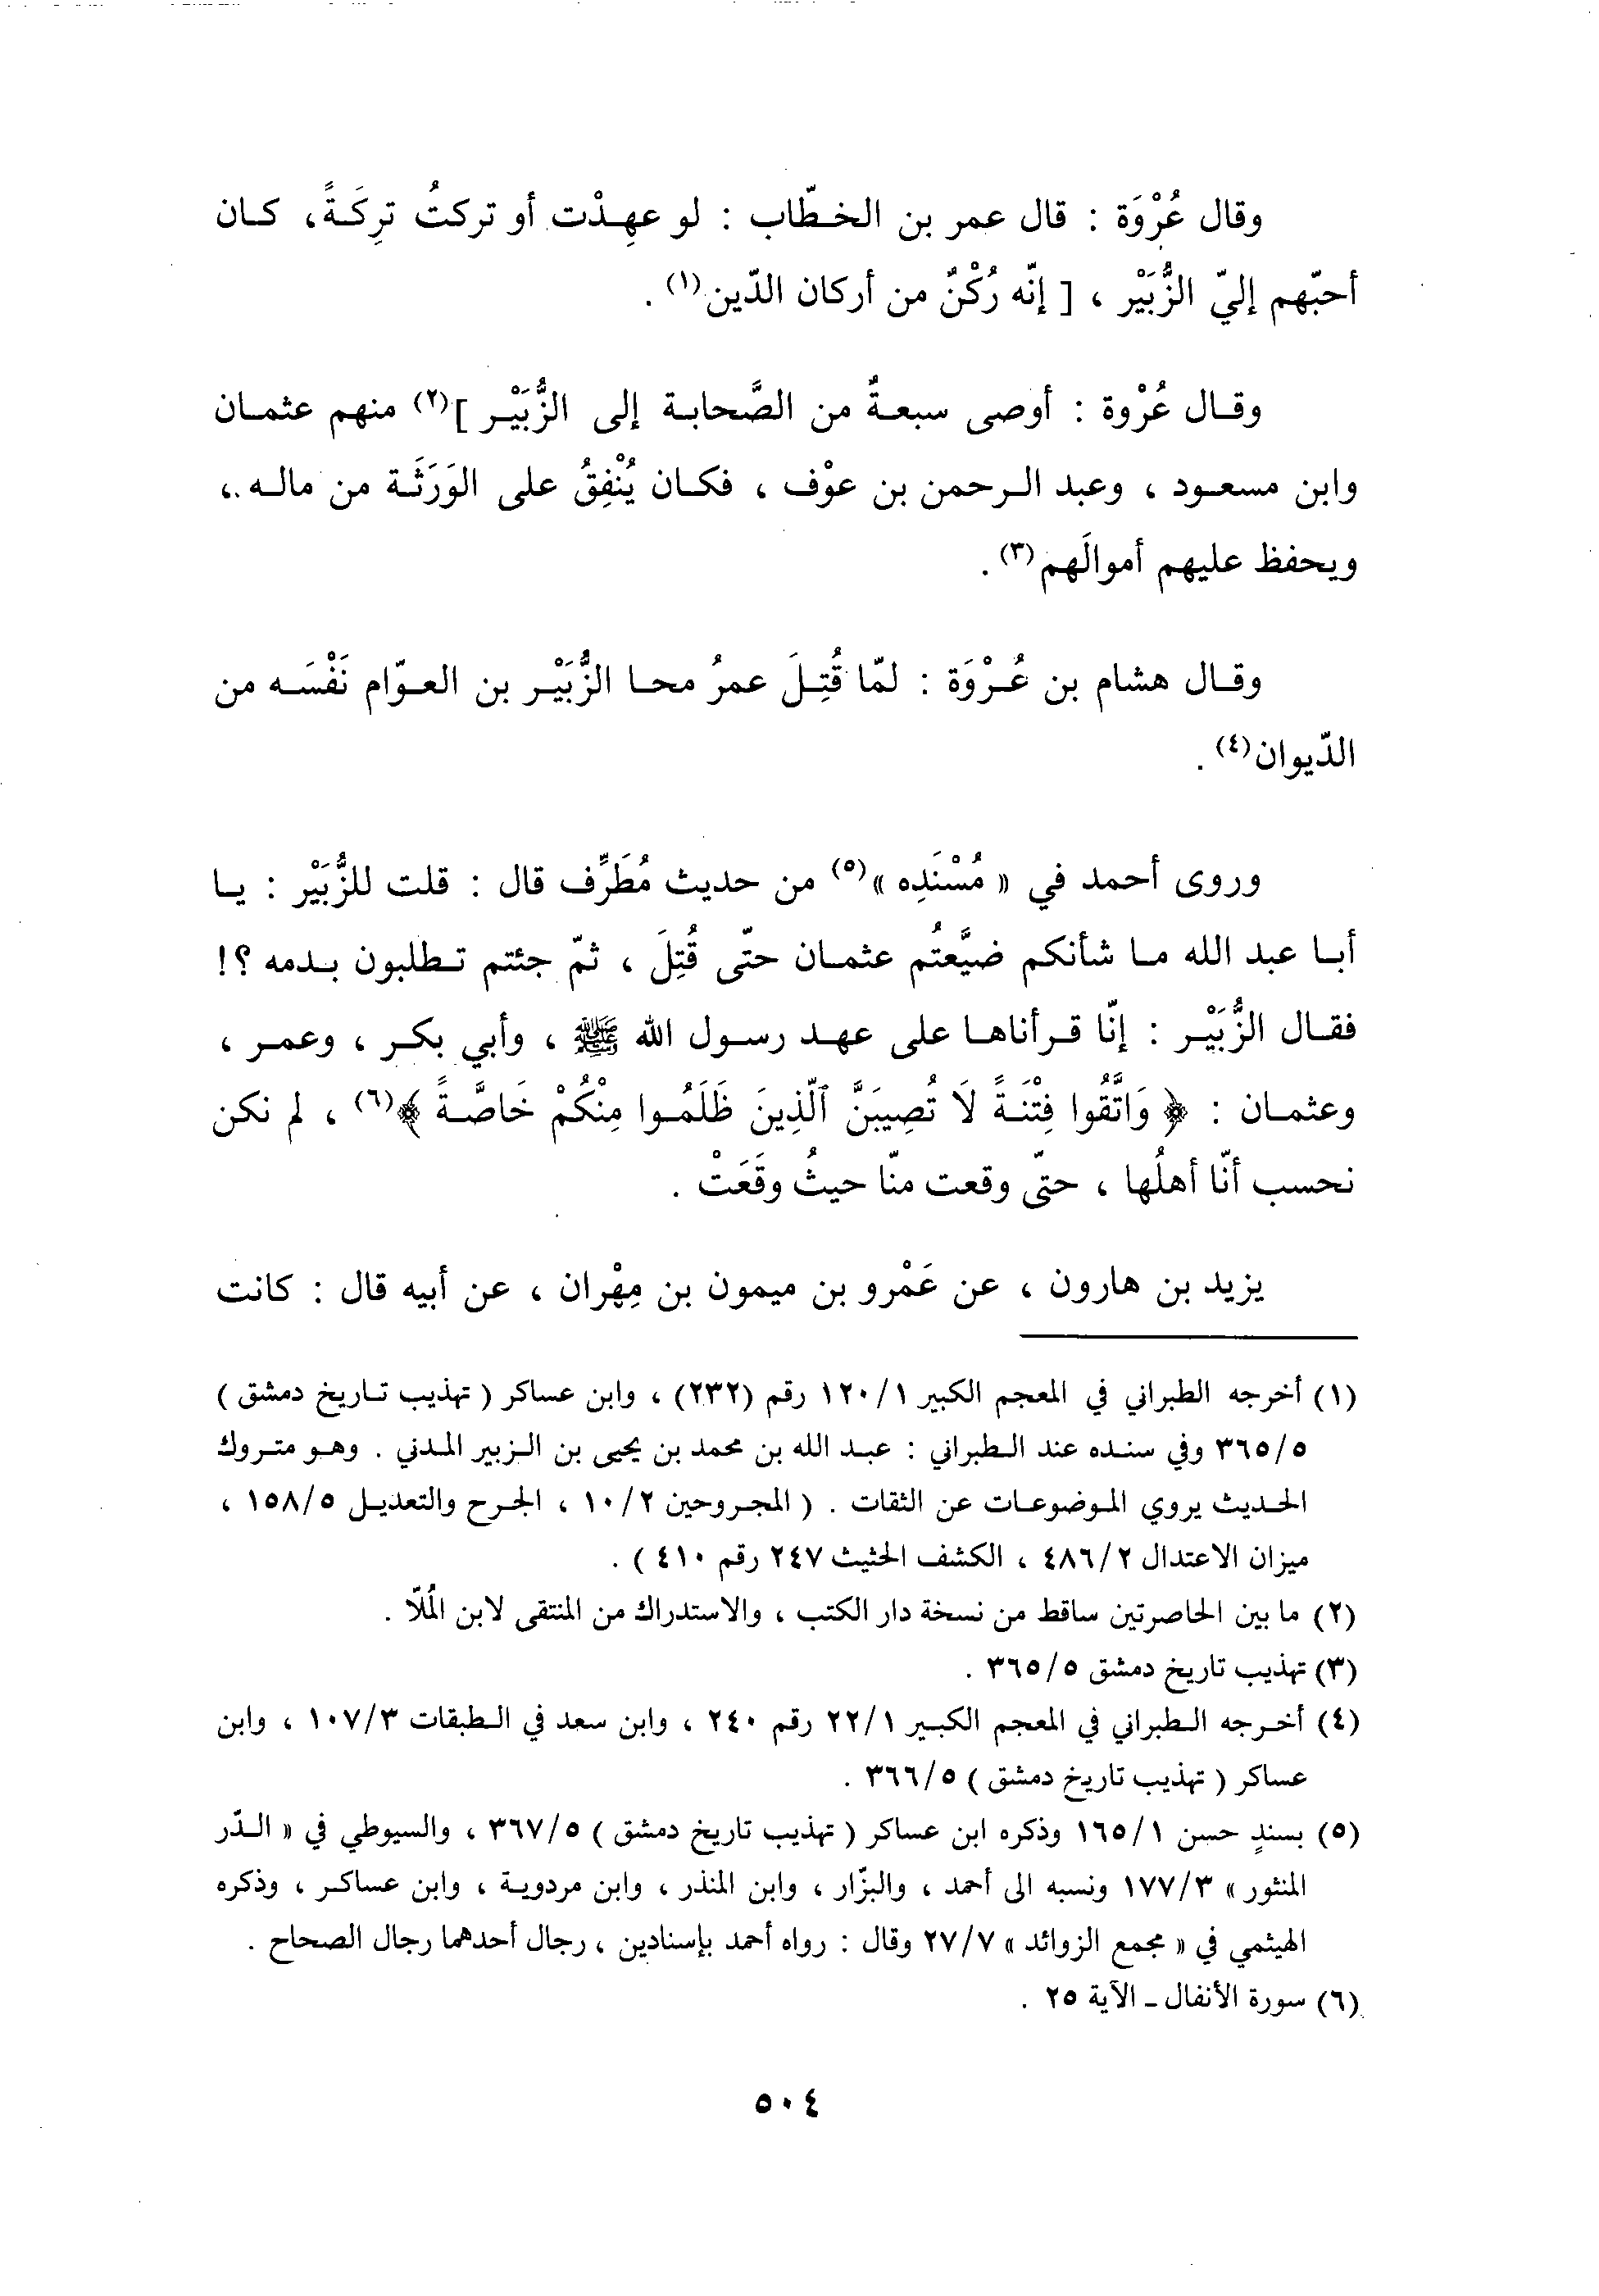 وقال عُرْوَة : قال عمر بن الخطّاب : لو عهِدْت أو تركتُ ترِكَةً، كان
أحبّهم إليّ الزُّبَيْر ، [ إنّه رُكْنٌ من أركان الدّين(١) .
وقال عُرْوة : أوصى سبعةٌ من الصَّحابة إلى الزُّبَيْر ](٢) منهم عثمان
وابن مسعود ، وعبد الرحمن بن عوْف ، فكان يُنْفِقُ على الوَرَثَة من ماله ،
ويحفظ عليهم أموالَهم(٣) .
وقال هشام بن عُرْوَة : لمّا قُتِلَ عمرُ محا الزُّبَيْر بن العوّام نَفْسَه من
الدّيوان(٤) .
وروى أحمد في « مُسْنَدِه »(٥) من حديث مُطَرِّف قال : قلت للزُّبَيْر : يا
أبا عبد الله ما شأنكم ضيَّعتُم عثمان حتّى قُتِلَ ، ثمّ جئتم تطلبون بدمه ؟!
فقال الزُّبَيْر : إنّا قرأناها على عهد رسول الله ﷺ ، وأبي بكر ، وعمر ،
وعثمان : ﴿ وَاتَّقُوا فِتْنَةً لَا تُصِيبَنَّ ٱلَّذِينَ ظَلَمُوا مِنْكُمْ خَاصَّةً ﴾(٦) ، لم نكن
نحسب أنّا أهلُها ، حتّى وقعت منّا حيثُ وقَعَتْ .
يزيد بن هارون ، عن عَمْرو بن ميمون بن مِهْران ، عن أبيه قال : كانت
(١) أخرجه الطبراني في المعجم الكبير ١٢٠/١ رقم (٢٣٢) ، وابن عساكر ( تهذيب تاريخ دمشق )
٣٦٥/٥ وفي سنده عند الطبراني : عبد الله بن محمد بن يحيى بن الزبير المدني . وهو متروك
الحديث يروي الموضوعات عن الثقات . ( المجروحين ١٠/٢ ، الجرح والتعديل ١٥٨/٥ ،
ميزان الاعتدال ٤٨٦/٢ ، الكشف الحثيث ٢٤٧ رقم ٤١٠ ) .
(٢) ما بين الحاصرتين ساقط من نسخة دار الكتب ، والاستدراك من المنتقى لابن المُلّا .
(٣) تهذيب تاريخ دمشق ٣٦٥/٥ .
(٤) أخرجه الطبراني في المعجم الكبير ٢٢/١ رقم ٢٤٠ ، وابن سعد في الطبقات ١٠٧/٣ ، وابن
عساكر ( تهذيب تاريخ دمشق ) ٣٦٦/٥ .
(٥) بسندٍ حسن ١٦٥/١ وذكره ابن عساكر ( تهذيب تاريخ دمشق ) ٣٦٧/٥ ، والسيوطي في « الدّر
المنثور » ١٧٧/٣ ونسبه الى أحمد ، والبزّار ، وابن المنذر ، وابن مردوية ، وابن عساكر ، وذكره
الهيثمي في « مجمع الزوائد » ٢٧/٧ وقال : رواه أحمد بإسنادين ، رجال أحدهما رجال الصحاح .
(٦) سورة الأنفال ـ الآية ٢٥ .
٥٠٤